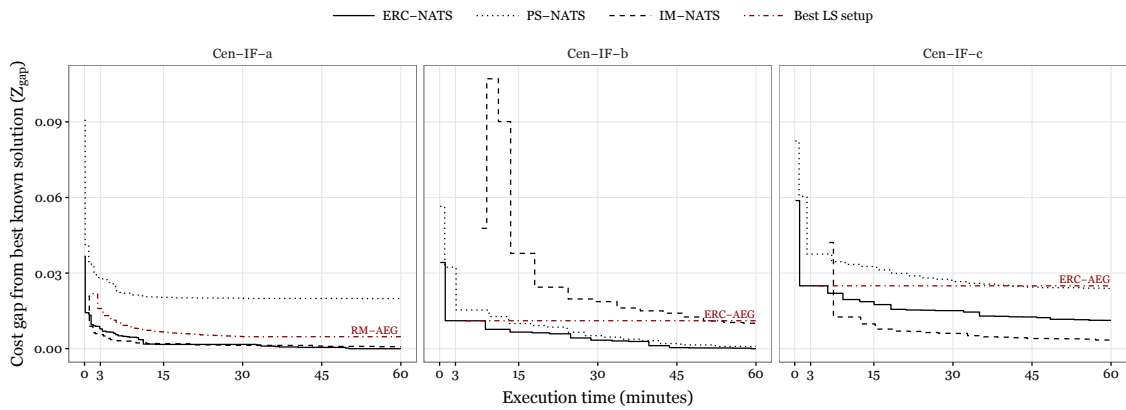 ERC−NATS PS−NATS IM−NATS Best LS setup
Cen−IF−a Cen−IF−b Cen−IF−c
Cost gap from best known solution (Zgap)
0.09
0.06
0.03
0.00
RM−AEG
ERC−AEG
ERC−AEG
0 3 15 30 45 60 0 3 15 30 45 60 0 3 15 30 45 60
Execution time (minutes)